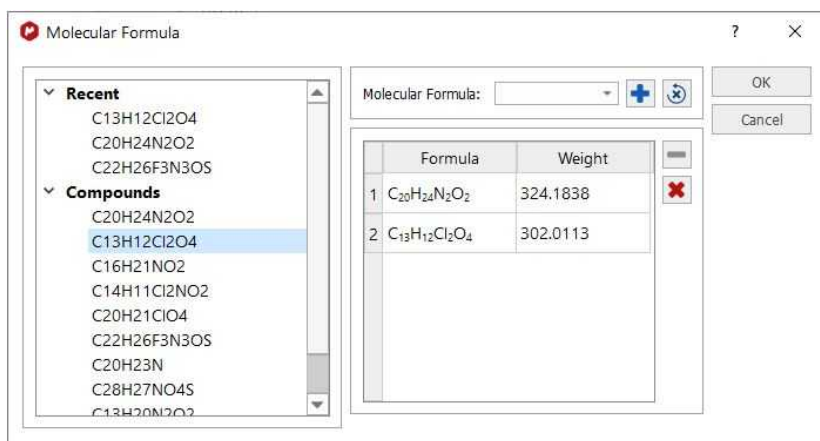 Molecular Formula
?
Recent
C13H12Cl2O4
C20H24N2O2
C22H26F3N3OS
Compounds
C20H24N2O2
C13H12Cl2O4
C16H21NO2
C14H11Cl2NO2
C20H21ClO4
C22H26F3N3OS
C20H23N
C28H27NO4S
C13H20N2O2
Molecular Formula:
Formula Weight
1 C₂₀H₂₄N₂O₂ 324.1838
2 C₁₃H₁₂Cl₂O₄ 302.0113
OK
Cancel